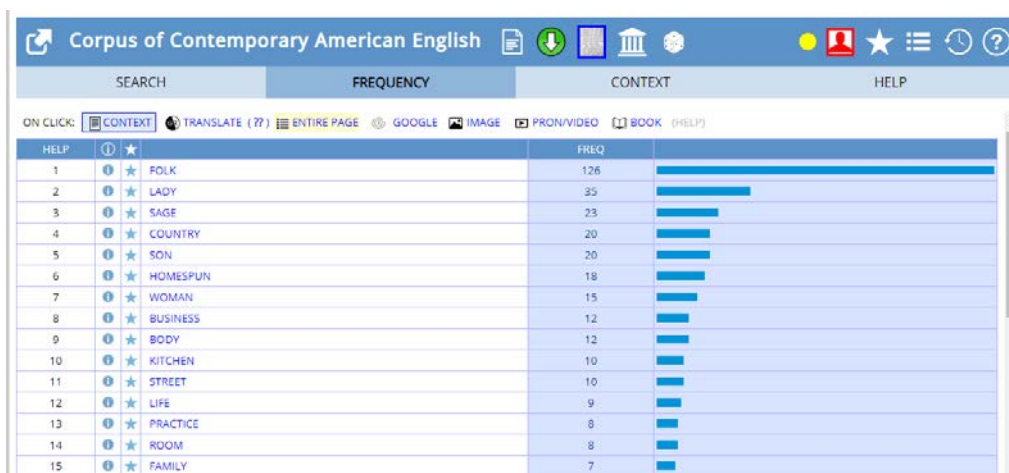 Corpus of Contemporary American English
SEARCH FREQUENCY CONTEXT HELP
ON CLICK: CONTEXT TRANSLATE (??) ENTIRE PAGE GOOGLE IMAGE PRON/VIDEO BOOK (HELP)
HELP FREQ
1 FOLK 126
2 LADY 35
3 SAGE 23
4 COUNTRY 20
5 SON 20
6 HOMESPUN 18
7 WOMAN 15
8 BUSINESS 12
9 BODY 12
10 KITCHEN 10
11 STREET 10
12 LIFE 9
13 PRACTICE 8
14 ROOM 8
15 FAMILY 7